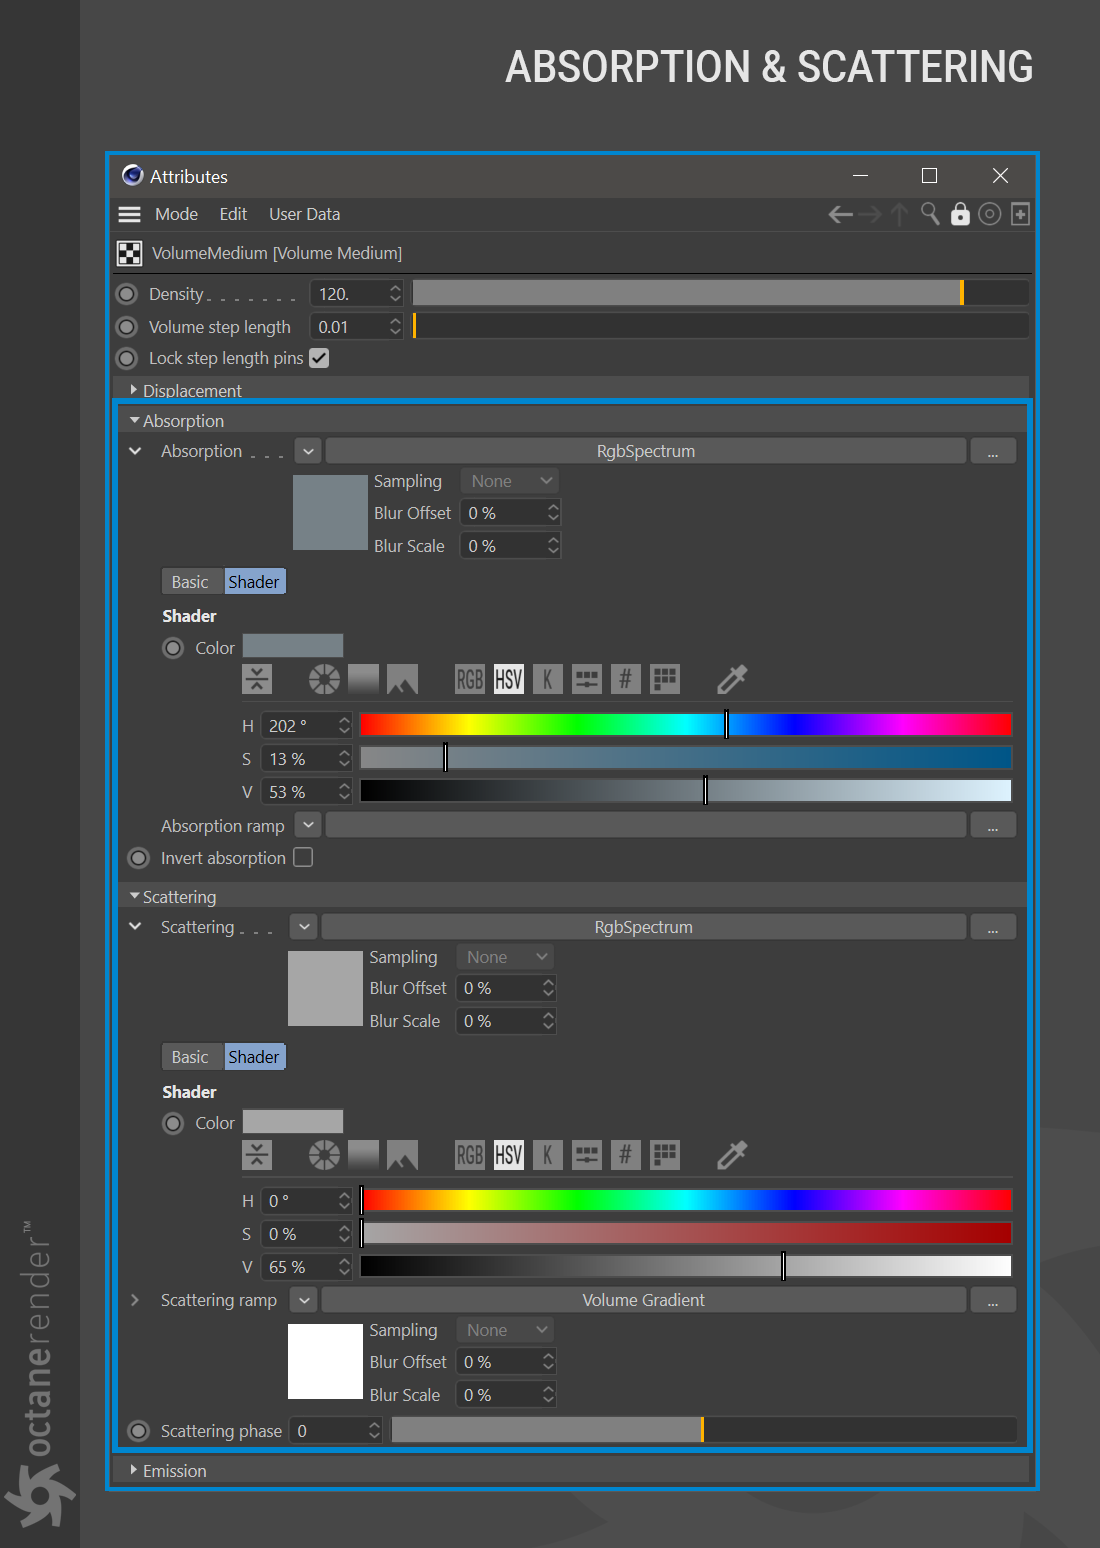 ABSORPTION & SCATTERING
Attributes
Mode Edit User Data
VolumeMedium [Volume Medium]
Density. . . . . . . 120.
Volume step length 0.01
Lock step length pins
Displacement
Absorption
Absorption . . . RgbSpectrum ...
Sampling None
Blur Offset 0 %
Blur Scale 0 %
Basic Shader
Shader
Color
RGB HSV K #
H 202 °
S 13 %
V 53 %
Absorption ramp ...
Invert absorption
Scattering
Scattering . . . RgbSpectrum ...
Sampling None
Blur Offset 0 %
Blur Scale 0 %
Basic Shader
Shader
Color
RGB HSV K #
H 0 °
S 0 %
V 65 %
Scattering ramp Volume Gradient ...
Sampling None
Blur Offset 0 %
Blur Scale 0 %
Scattering phase 0
Emission
octanerender™